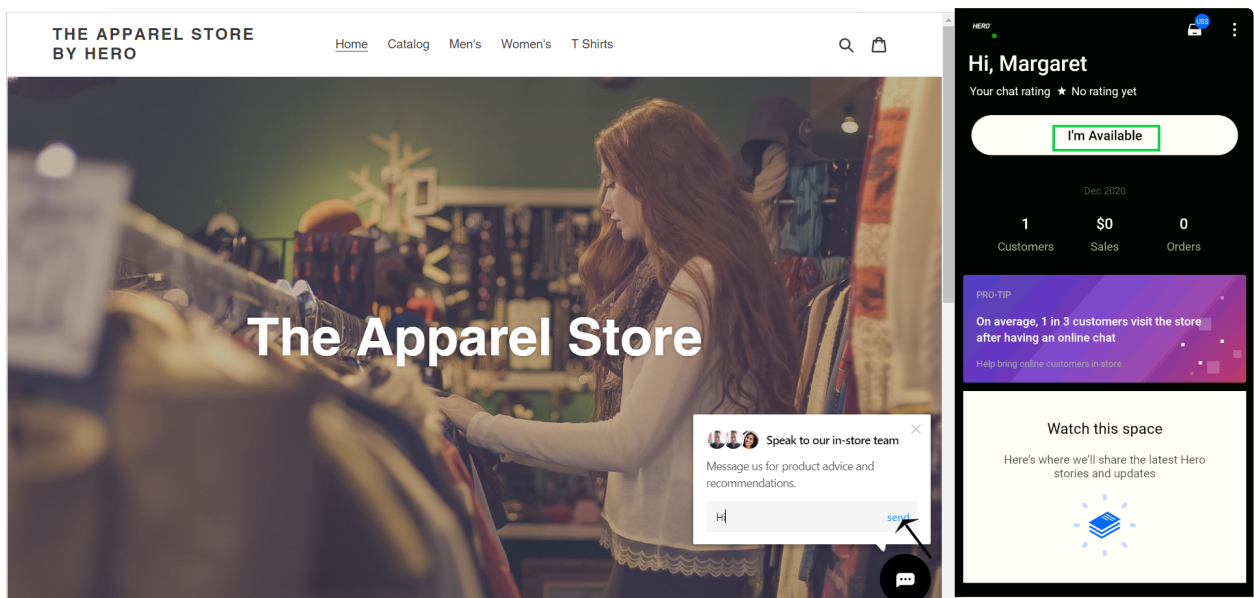 THE APPAREL STORE
BY HERO
Home Catalog Men's Women's T Shirts
The Apparel Store
Speak to our in-store team
Message us for product advice and
recommendations.
Hi
send
HERO
USS
Hi, Margaret
Your chat rating ★ No rating yet
I'm Available
Dec 2020
1 $0 0
Customers Sales Orders
PRO-TIP
On average, 1 in 3 customers visit the store
after having an online chat
Help bring online customers in-store
Watch this space
Here's where we'll share the latest Hero
stories and updates